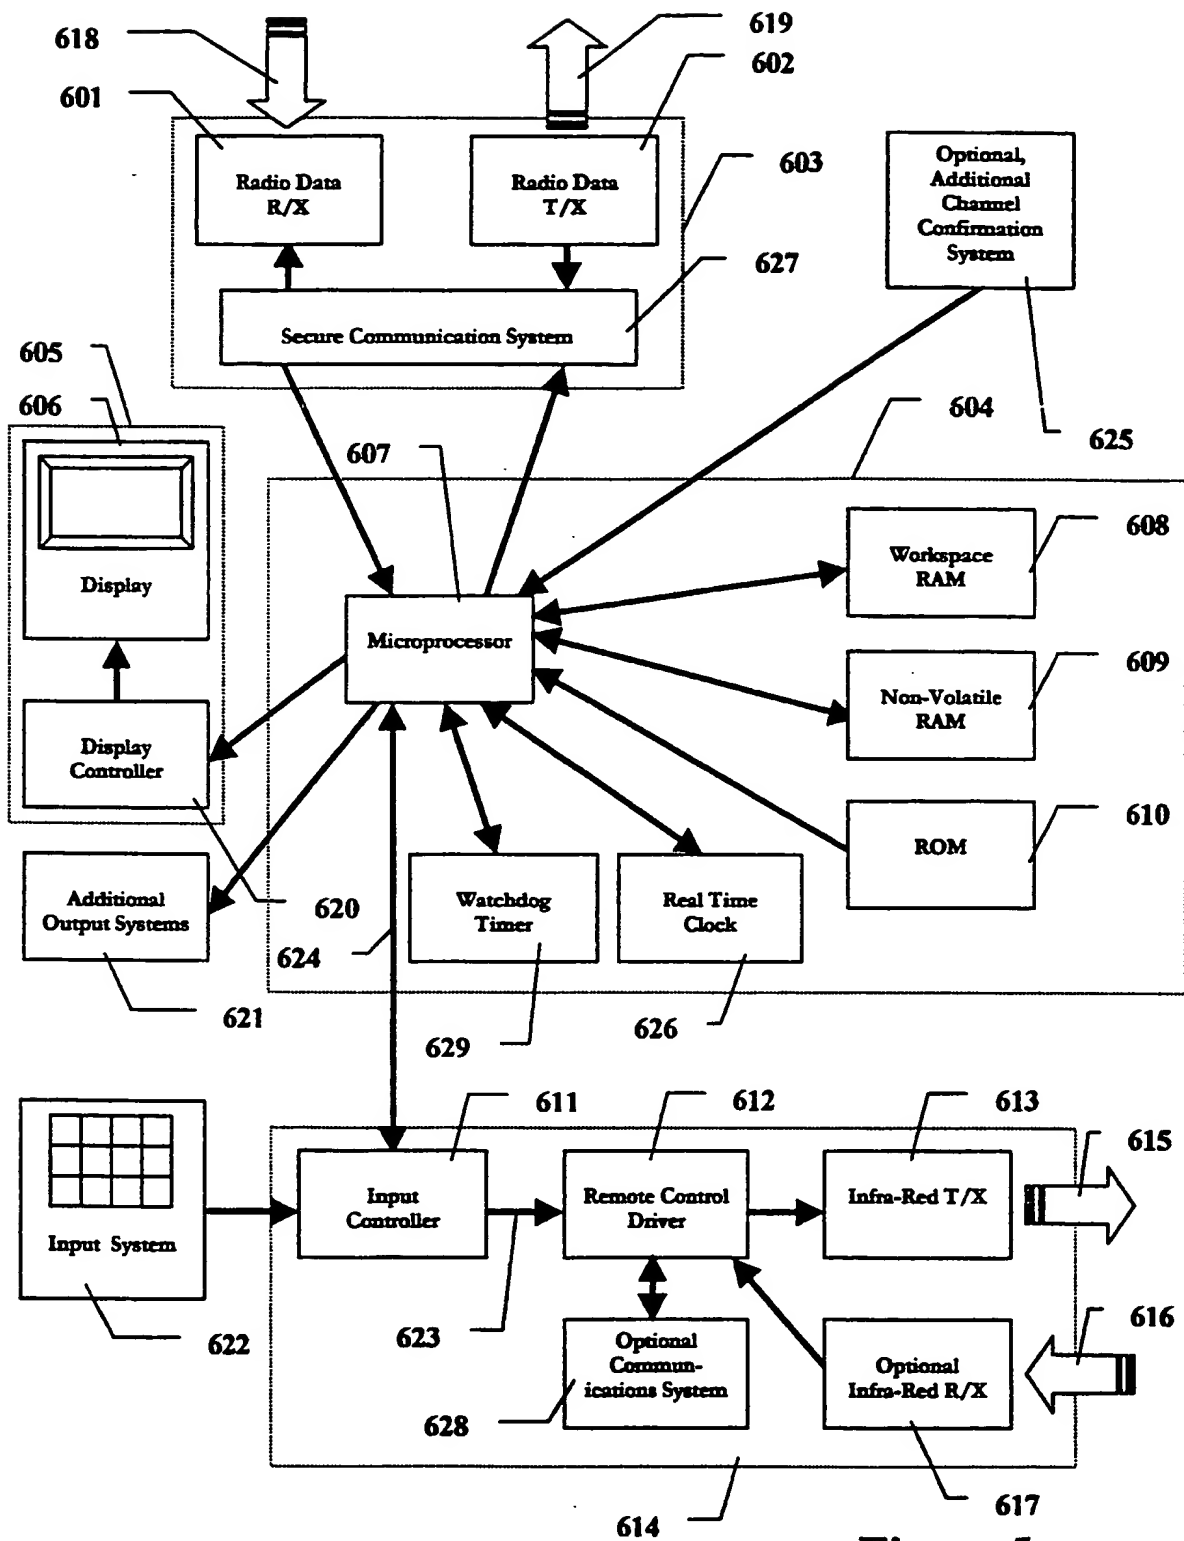 618
619
601
602
Radio Data
R/X
Radio Data
T/X
603
Optional,
Additional
Channel
Confirmation
System
627
Secure Communication System
605
606
604
625
607
Display
Microprocessor
608
Workspace
RAM
609
Non-Volatile
RAM
Display
Controller
610
ROM
Additional
Output Systems
620
624
Watchdog
Timer
Real Time
Clock
621
629
626
Input System
622
611
612
613
615
Input
Controller
Remote Control
Driver
Infra-Red T/X
623
616
Optional
Commun-
ications System
Optional
Infra-Red R/X
628
617
614